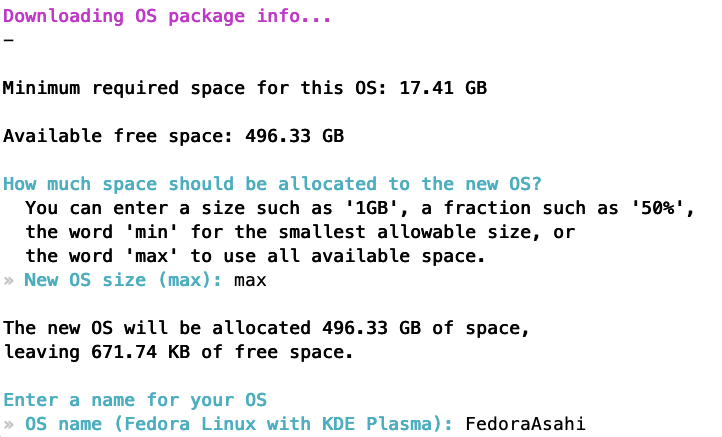 Downloading OS package info...
–
Minimum required space for this OS: 17.41 GB
Available free space: 496.33 GB
How much space should be allocated to the new OS?
You can enter a size such as '1GB', a fraction such as '50%',
the word 'min' for the smallest allowable size, or
the word 'max' to use all available space.
» New OS size (max): max
The new OS will be allocated 496.33 GB of space,
leaving 671.74 KB of free space.
Enter a name for your OS
» OS name (Fedora Linux with KDE Plasma): FedoraAsahi